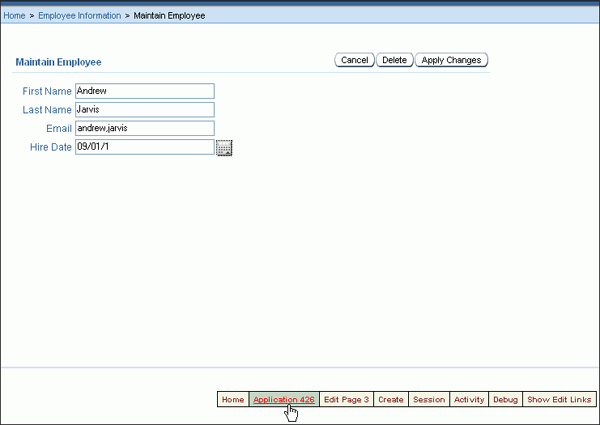 Home > Employee Information > Maintain Employee
Maintain Employee Cancel Delete Apply Changes
First Name Andrew
Last Name Jarvis
Email andrew,jarvis
Hire Date 09/01/1
Home Application 426 Edit Page 3 Create Session Activity Debug Show Edit Links